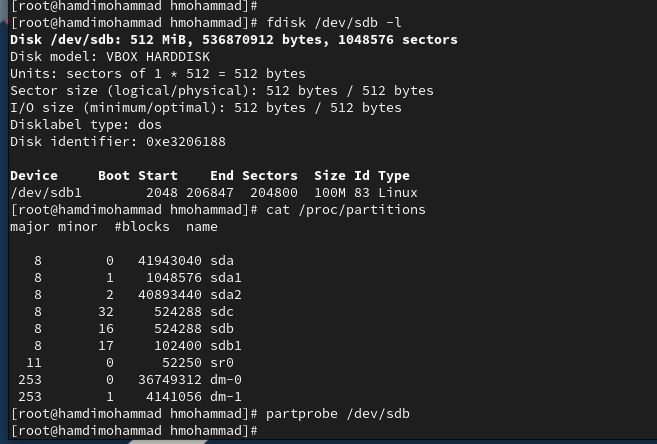 [root@hamdimohammad hmohammad]#
[root@hamdimohammad hmohammad]# fdisk /dev/sdb -l
Disk /dev/sdb: 512 MiB, 536870912 bytes, 1048576 sectors
Disk model: VBOX HARDDISK
Units: sectors of 1 * 512 = 512 bytes
Sector size (logical/physical): 512 bytes / 512 bytes
I/O size (minimum/optimal): 512 bytes / 512 bytes
Disklabel type: dos
Disk identifier: 0xe3206188
Device     Boot Start    End Sectors  Size Id Type
/dev/sdb1        2048 206847  204800  100M 83 Linux
[root@hamdimohammad hmohammad]# cat /proc/partitions
major minor  #blocks  name
   8        0   41943040 sda
   8        1    1048576 sda1
   8        2   40893440 sda2
   8       32     524288 sdc
   8       16     524288 sdb
   8       17     102400 sdb1
  11        0      52250 sr0
 253        0   36749312 dm-0
 253        1    4141056 dm-1
[root@hamdimohammad hmohammad]# partprobe /dev/sdb
[root@hamdimohammad hmohammad]#